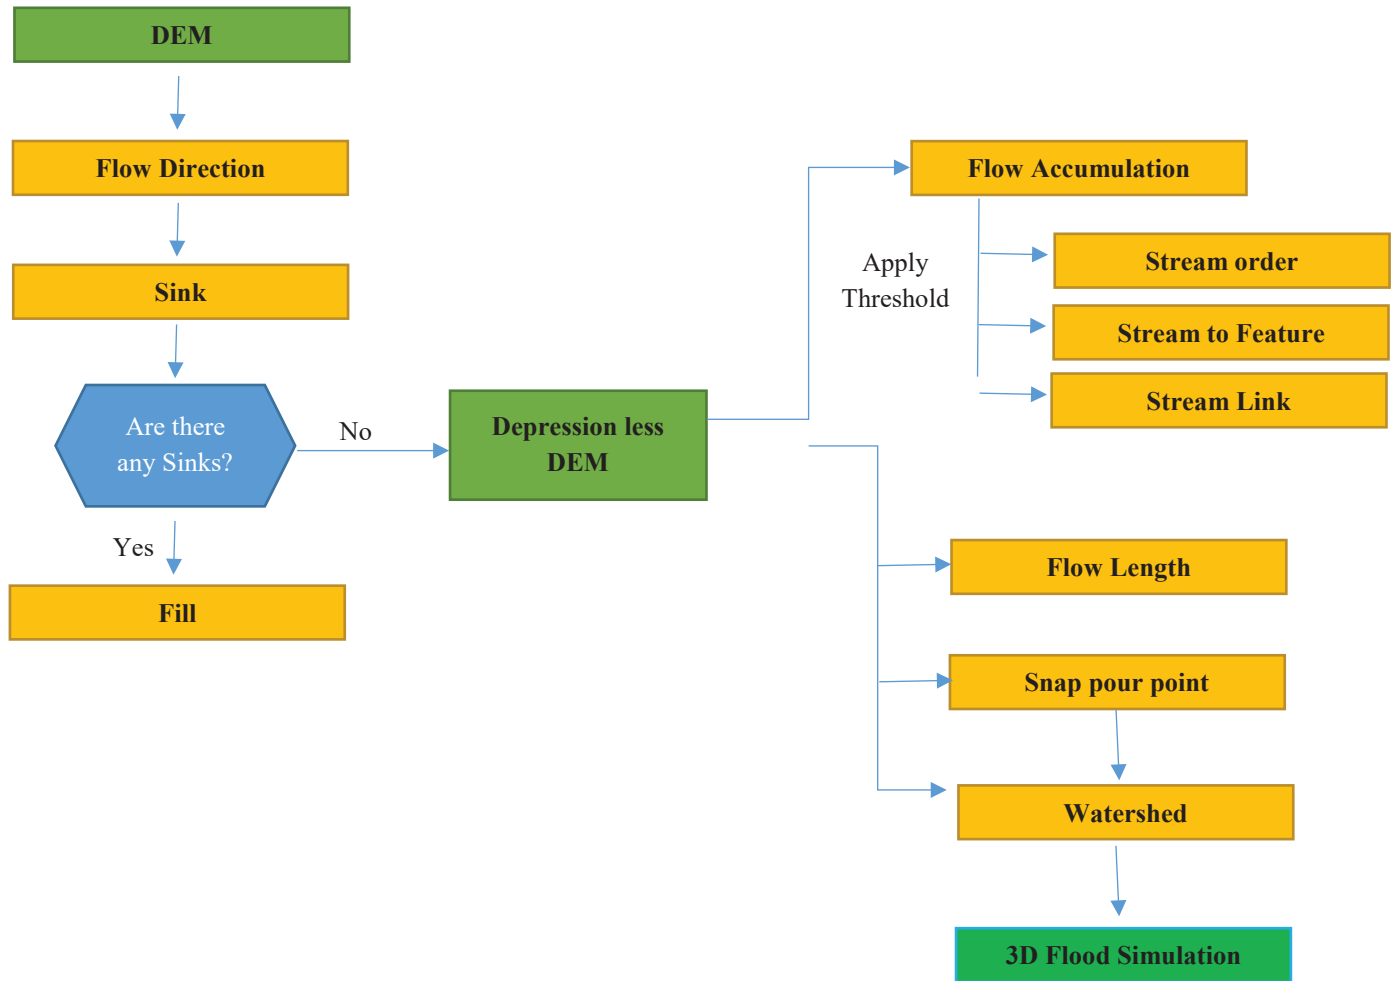 DEM
Flow Direction
Sink
Are there
any Sinks?
No
Yes
Fill
Depression less
DEM
Flow Accumulation
Apply
Threshold
Stream order
Stream to Feature
Stream Link
Flow Length
Snap pour point
Watershed
3D Flood Simulation